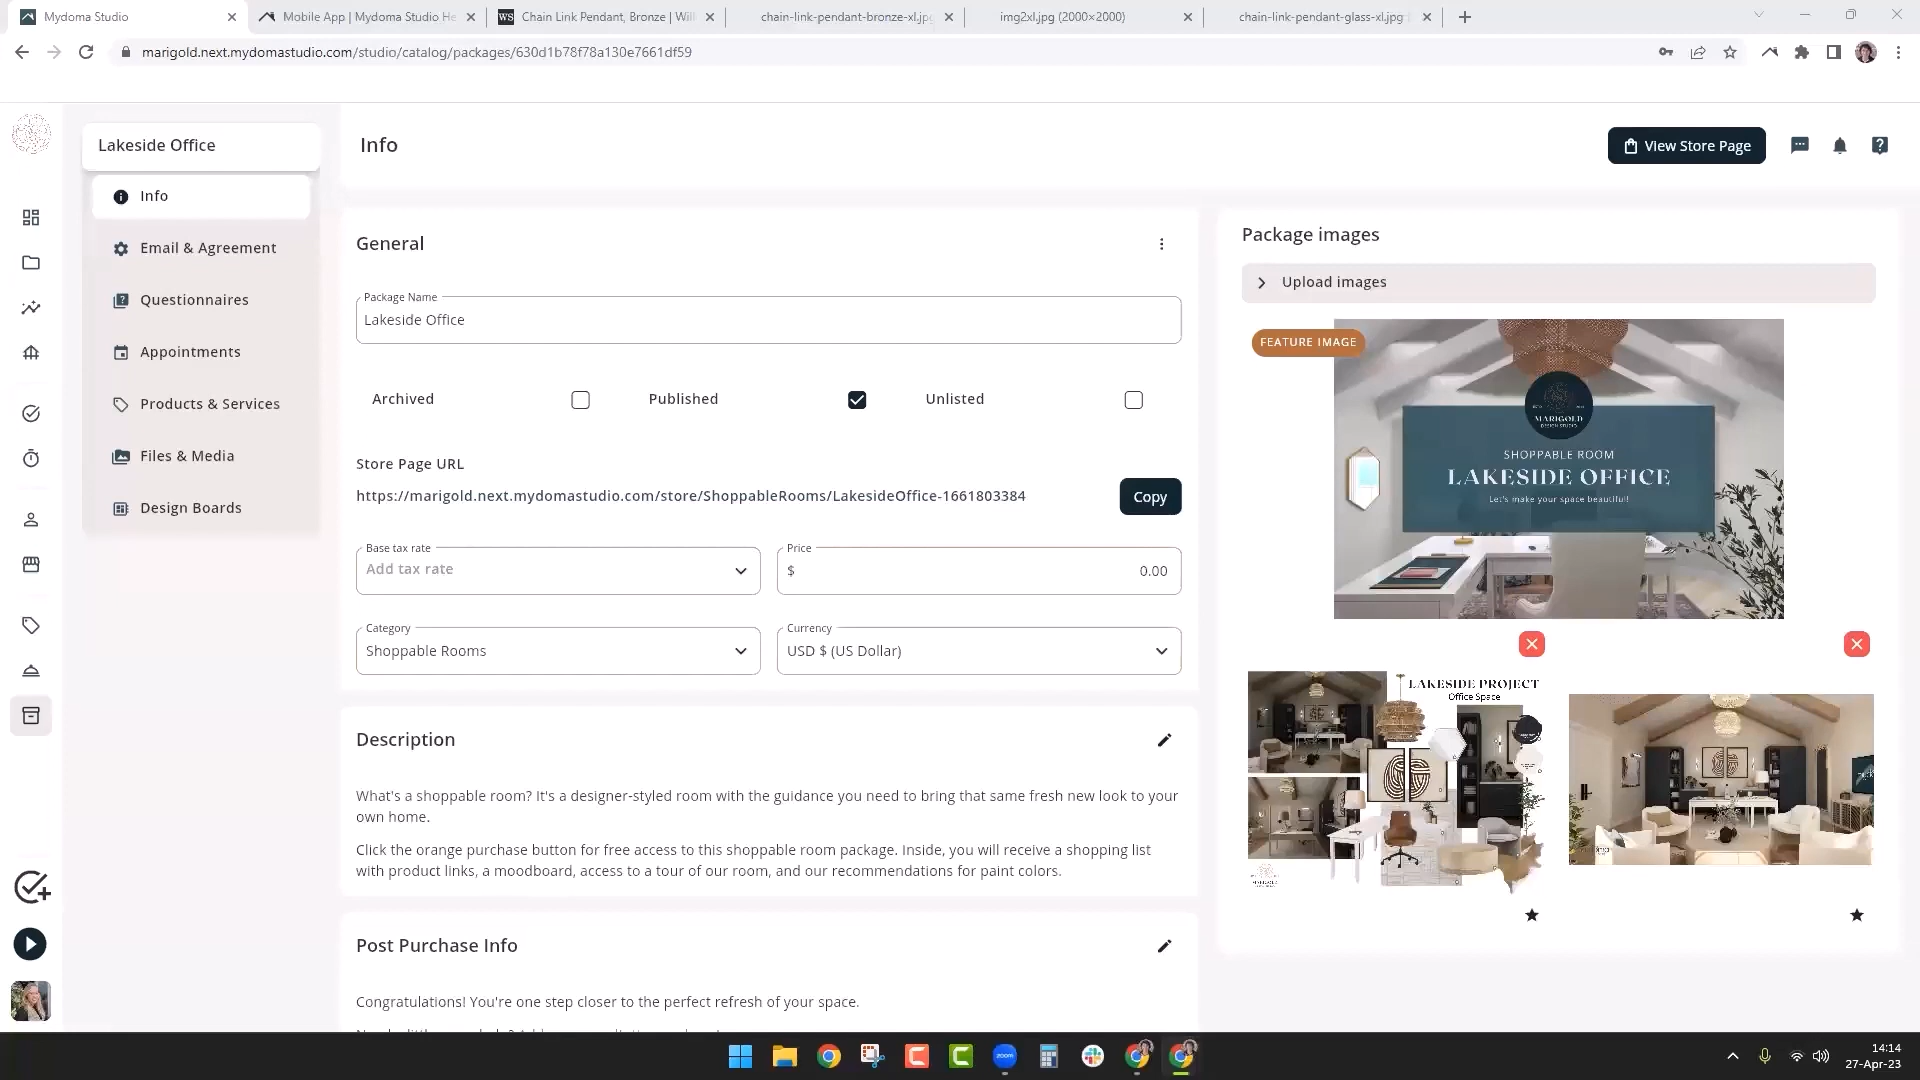 Mydoma Studio
Mobile App | Mydoma Studio He
WS Chain Link Pendant, Bronze | Will
chain-link-pendant-bronze-xl.jpg
img2xl.jpg (2000×2000)
chain-link-pendant-glass-xl.jpg
marigold.next.mydomastudio.com/studio/catalog/packages/630d1b78f78a130e7661df59
Lakeside Office
Info
View Store Page
Info
Email & Agreement
Questionnaires
Appointments
Products & Services
Files & Media
Design Boards
General
Package Name
Lakeside Office
Archived
Published
Unlisted
Store Page URL
https://marigold.next.mydomastudio.com/store/ShoppableRooms/LakesideOffice-1661803384
Copy
Base tax rate
Add tax rate
Price
$ 0.00
Category
Shoppable Rooms
Currency
USD $ (US Dollar)
Description
What's a shoppable room? It's a designer-styled room with the guidance you need to bring that same fresh new look to your
own home.
Click the orange purchase button for free access to this shoppable room package. Inside, you will receive a shopping list
with product links, a moodboard, access to a tour of our room, and our recommendations for paint colors.
Post Purchase Info
Congratulations! You're one step closer to the perfect refresh of your space.
Package images
Upload images
FEATURE IMAGE
MARIGOLD
DESIGN STUDIO
SHOPPABLE ROOM
LAKESIDE OFFICE
Let's make your space beautiful!
LAKESIDE PROJECT
Office Space
MARIGOLD
zoom
14:14
27-Apr-23